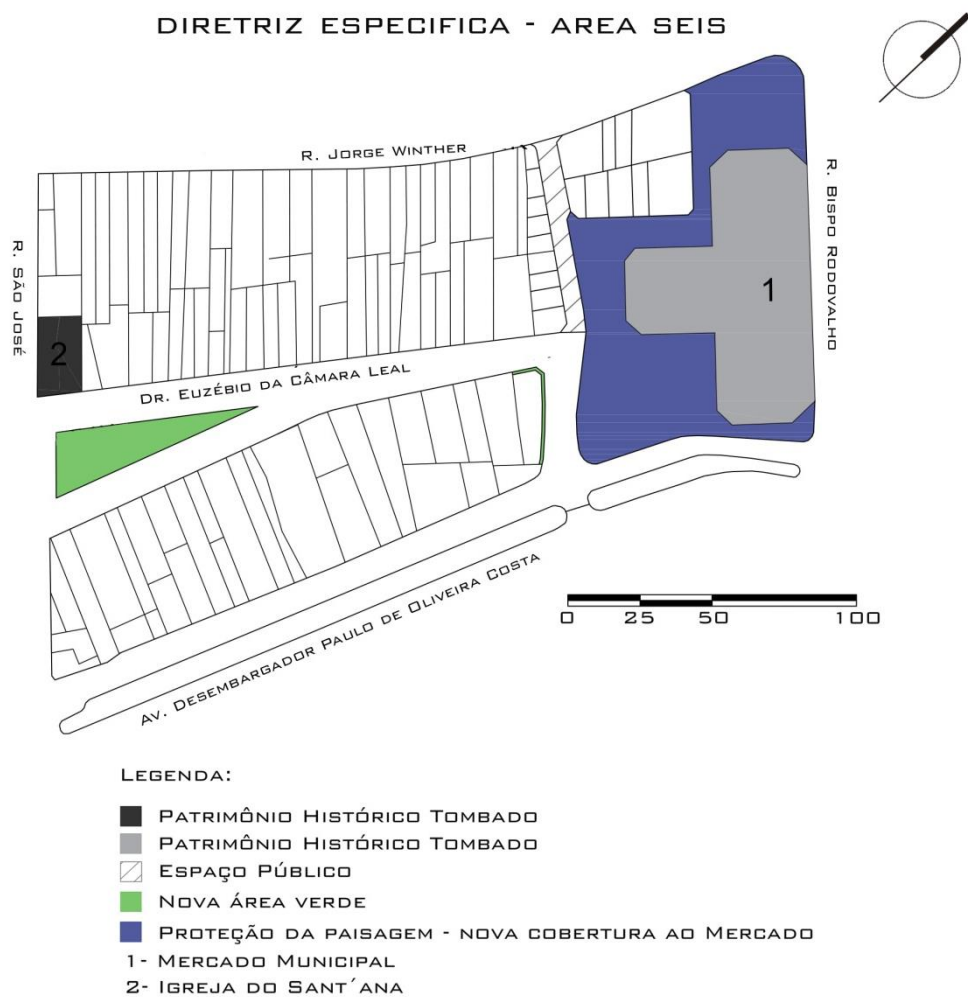 DIRETRIZ ESPECIFICA - AREA SEIS
R. JORGE WINTHER
R. BISPO RODOVALHO
R. SÃO JOSÉ
1
2
DR. EUZÉBIO DA CÂMARA LEAL
AV. DESEMBARGADOR PAULO DE OLIVEIRA COSTA
0 25 50 100
LEGENDA:
PATRIMÔNIO HISTÓRICO TOMBADO
PATRIMÔNIO HISTÓRICO TOMBADO
ESPAÇO PÚBLICO
NOVA ÁREA VERDE
PROTEÇÃO DA PAISAGEM - NOVA COBERTURA AO MERCADO
1- MERCADO MUNICIPAL
2- IGREJA DO SANT´ANA